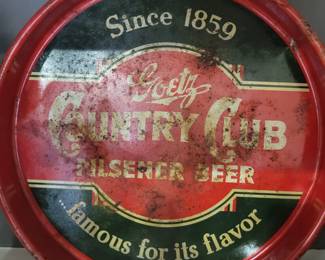 Since 1859
Goetz
COUNTRY CLUB
PILSENER BEER
...famous for its flavor